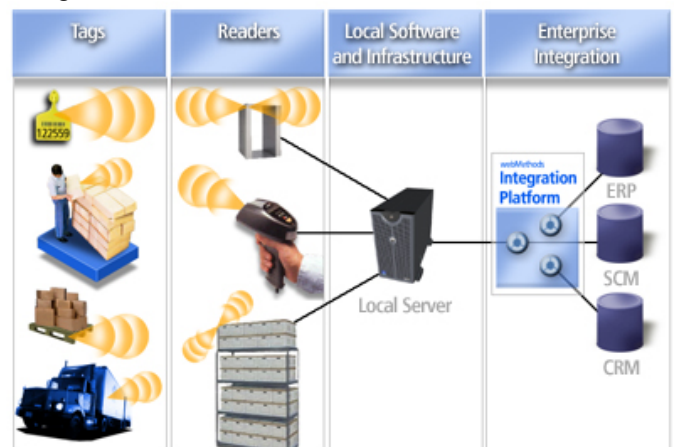 Tags
Readers
Local Software
and Infrastructure
Enterprise
Integration
122559
webMethods
Integration
Platform
ERP
SCM
CRM
Local Server